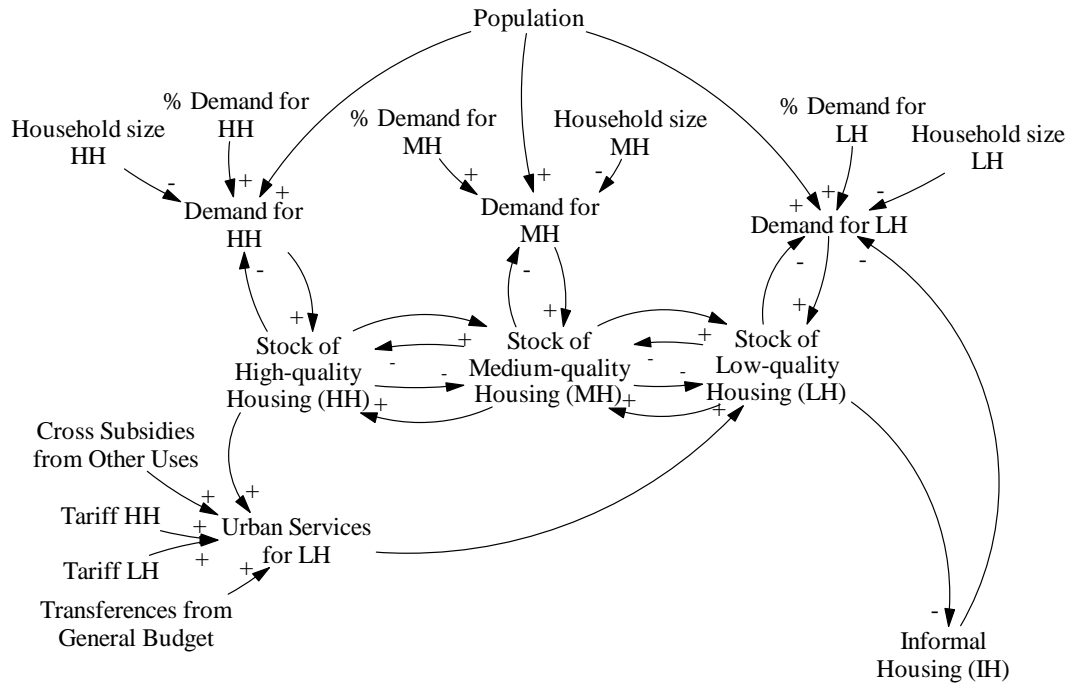 Population
% Demand for
HH
Household size
HH
% Demand for
MH
Household size
MH
% Demand for
LH
Household size
LH
-
+
+
+
+
-
+
+
-
Demand for
HH
Demand for
MH
Demand for LH
-
-
-
-
+
+
+
Stock of
High-quality
Housing (HH)
Stock of
Medium-quality
Housing (MH)
Stock of
Low-quality
Housing (LH)
+
-
-
+
+
-
-
+
+
Cross Subsidies
from Other Uses
+
+
Tariff HH
+
Urban Services
for LH
Tariff LH
+
+
Transferences from
General Budget
-
Informal
Housing (IH)